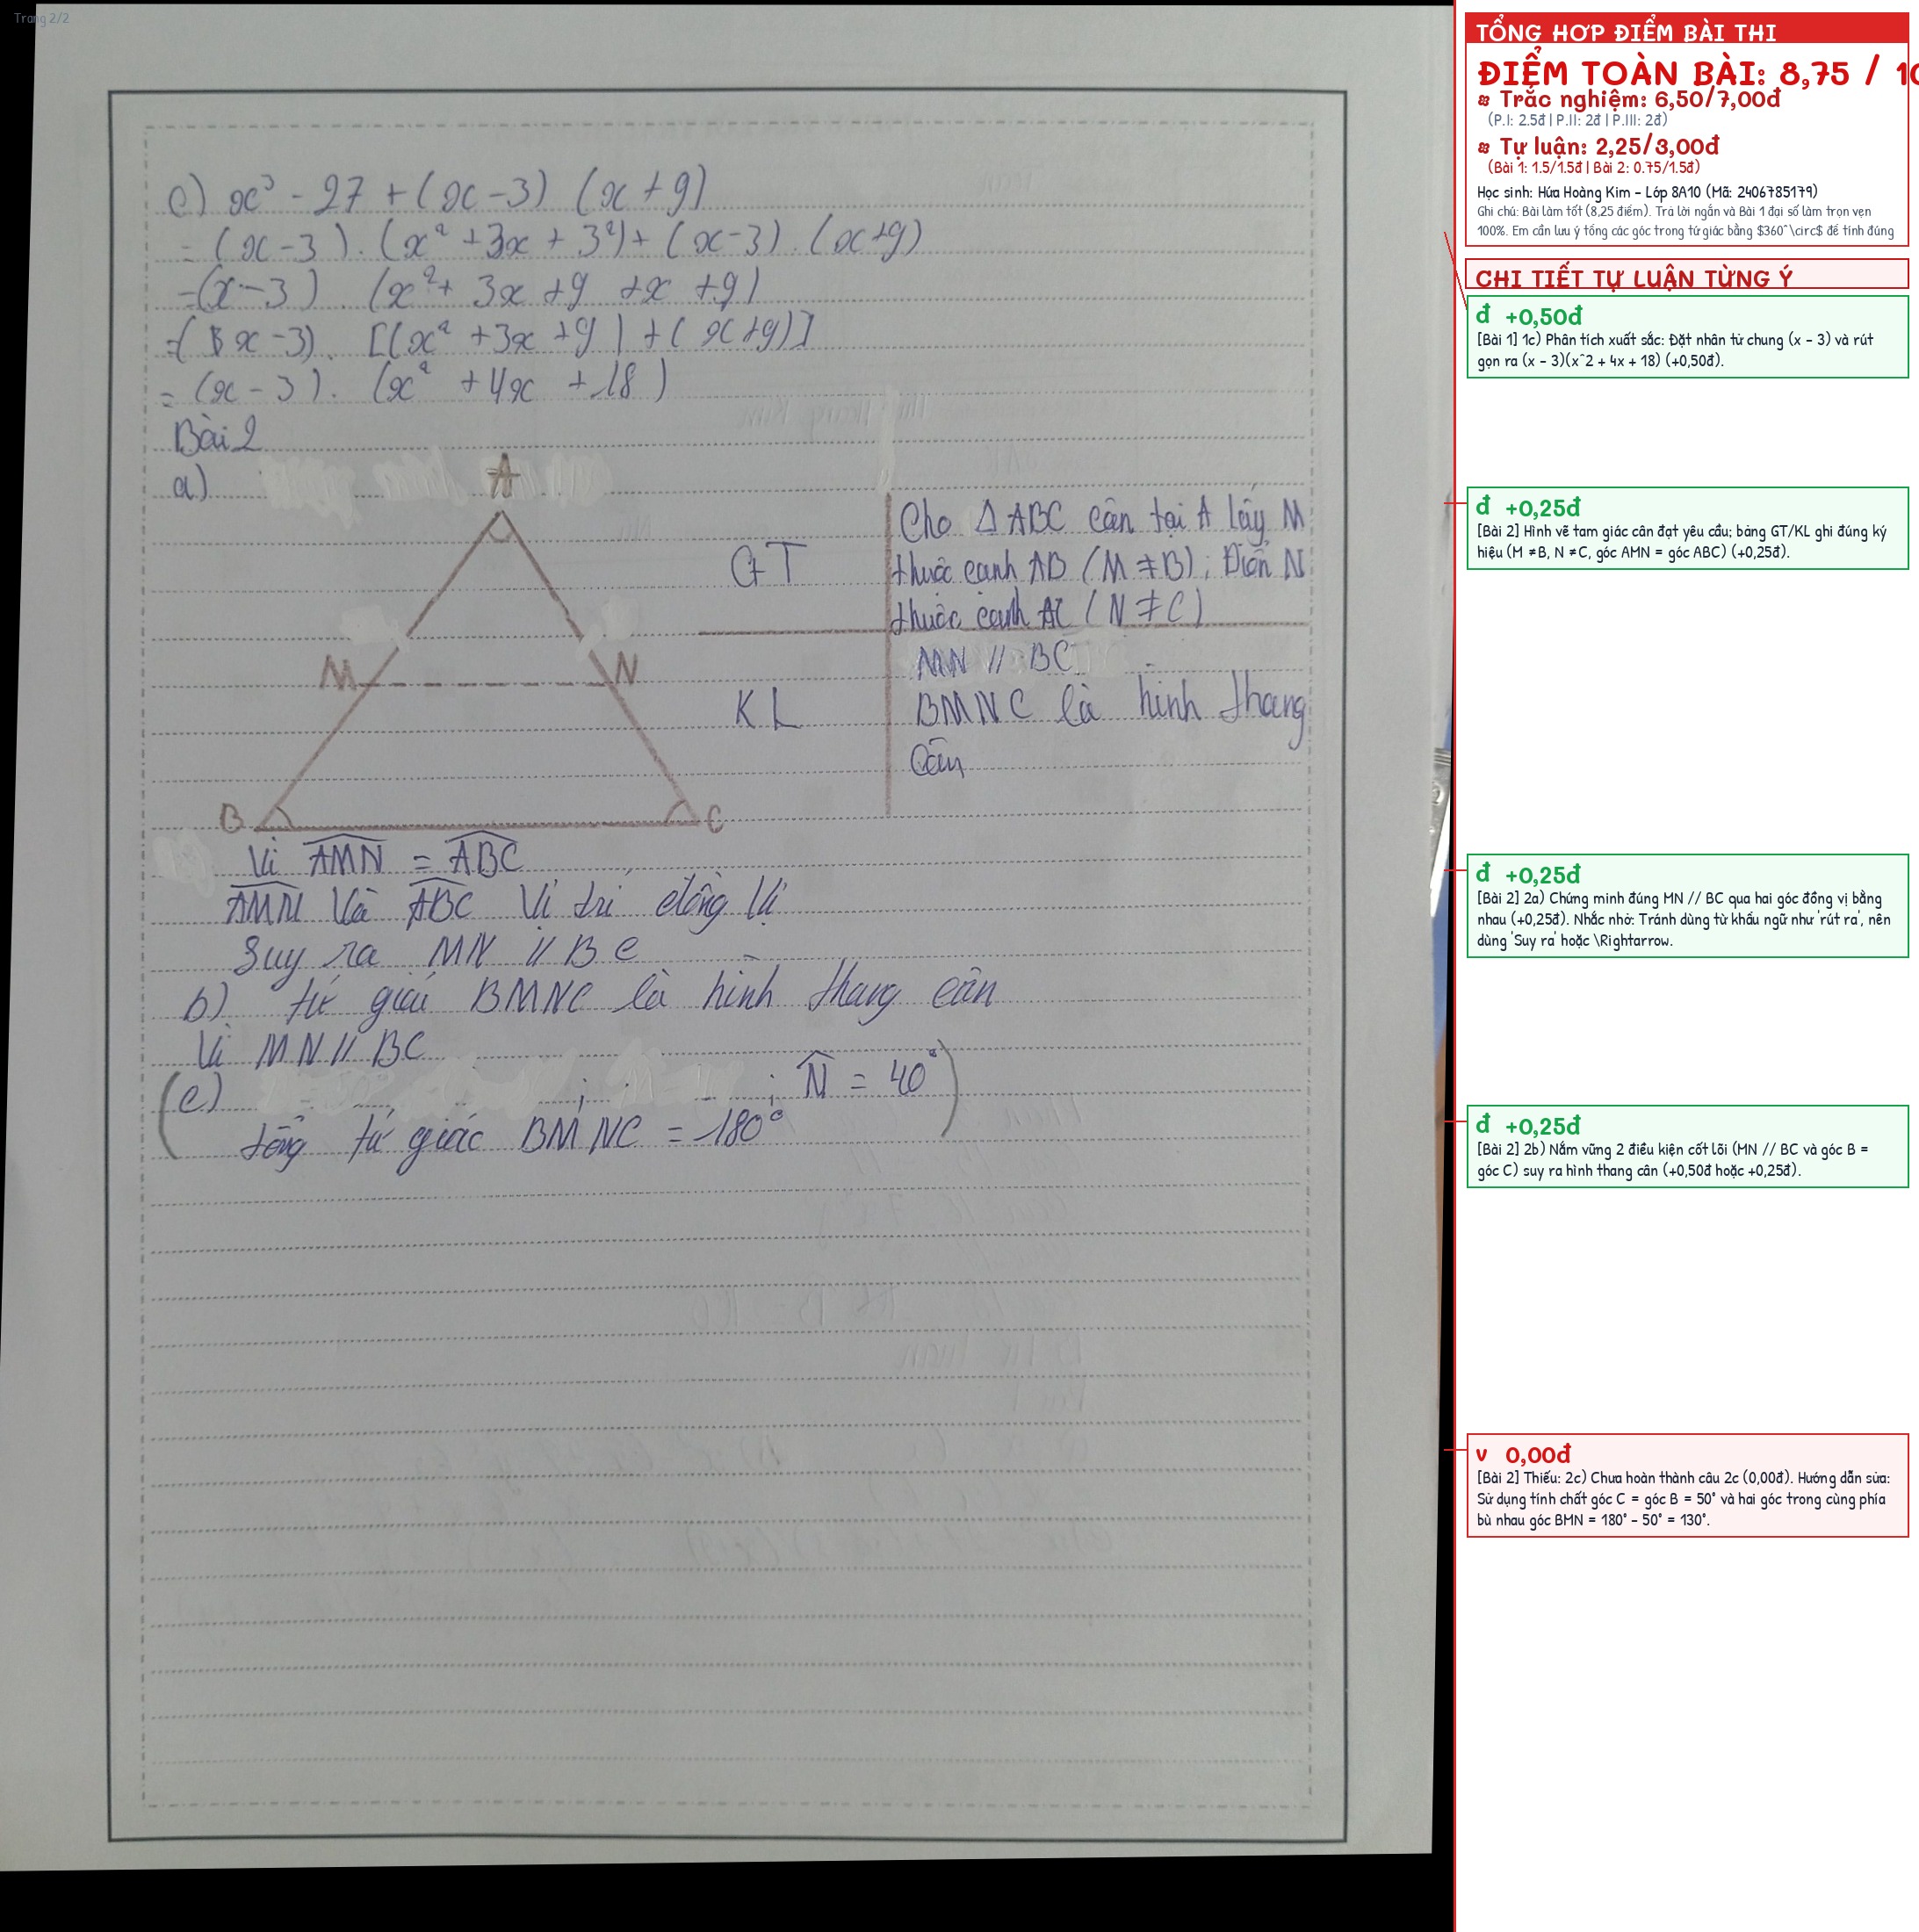 Trang 2/2
c) x³ - 27 + (x - 3) (x + 9)
= (x - 3) . (x² + 3x + 3²) + (x - 3) . (x + 9)
= (x - 3) . (x² + 3x + 9 + x + 9)
= (x - 3) . [(x² + 3x + 9) + (x + 9)]
= (x - 3) . (x² + 4x + 18)
Bài 2
a)
A
M
N
B
C
GT
Cho Δ ABC cân tại A lấy M
thuộc cạnh AB (M ≠ B); Điểm N
thuộc cạnh AC (N ≠ C)
KL
MN // BC
BMNC là hình thang
cân
Vì AMN = ABC
AMN Và ABC Vị trí đồng Vị
Suy ra MN // BC
b) tứ giác BMNC là hình thang cân
Vì MN // BC
(c) ; ; N = 40°)
tổng tứ giác BMNC = 180°
TỔNG HỢP ĐIỂM BÀI THI
ĐIỂM TOÀN BÀI: 8,75 / 10
Trắc nghiệm: 6,50/7,00đ
(P.I: 2.5đ | P.II: 2đ | P.III: 2đ)
Tự luận: 2,25/3,00đ
(Bài 1: 1.5/1.5đ | Bài 2: 0.75/1.5đ)
Học sinh: Hứa Hoàng Kim - Lớp 8A10 (Mã: 2406785179)
Ghi chú: Bài làm tốt (8,25 điểm). Trả lời ngắn và Bài 1 đại số làm trọn vẹn
100%. Em cần lưu ý tổng các góc trong tứ giác bằng $360^\circ$ để tính đúng
CHI TIẾT TỰ LUẬN TỪNG Ý
đ +0,50đ
[Bài 1] 1c) Phân tích xuất sắc: Đặt nhân tử chung (x - 3) và rút
gọn ra (x - 3)(x^2 + 4x + 18) (+0,50đ).
đ +0,25đ
[Bài 2] Hình vẽ tam giác cân đạt yêu cầu; bảng GT/KL ghi đúng ký
hiệu (M ≠B, N ≠C, góc AMN = góc ABC) (+0,25đ).
đ +0,25đ
[Bài 2] 2a) Chứng minh đúng MN // BC qua hai góc đồng vị bằng
nhau (+0,25đ). Nhắc nhở: Tránh dùng từ khẩu ngữ như 'rút ra', nên
dùng 'Suy ra' hoặc \Rightarrow.
đ +0,25đ
[Bài 2] 2b) Nắm vững 2 điều kiện cốt lõi (MN // BC và góc B =
góc C) suy ra hình thang cân (+0,50đ hoặc +0,25đ).
v 0,00đ
[Bài 2] Thiếu: 2c) Chưa hoàn thành câu 2c (0,00đ). Hướng dẫn sửa:
Sử dụng tính chất góc C = góc B = 50° và hai góc trong cùng phía
bù nhau góc BMN = 180° - 50° = 130°.